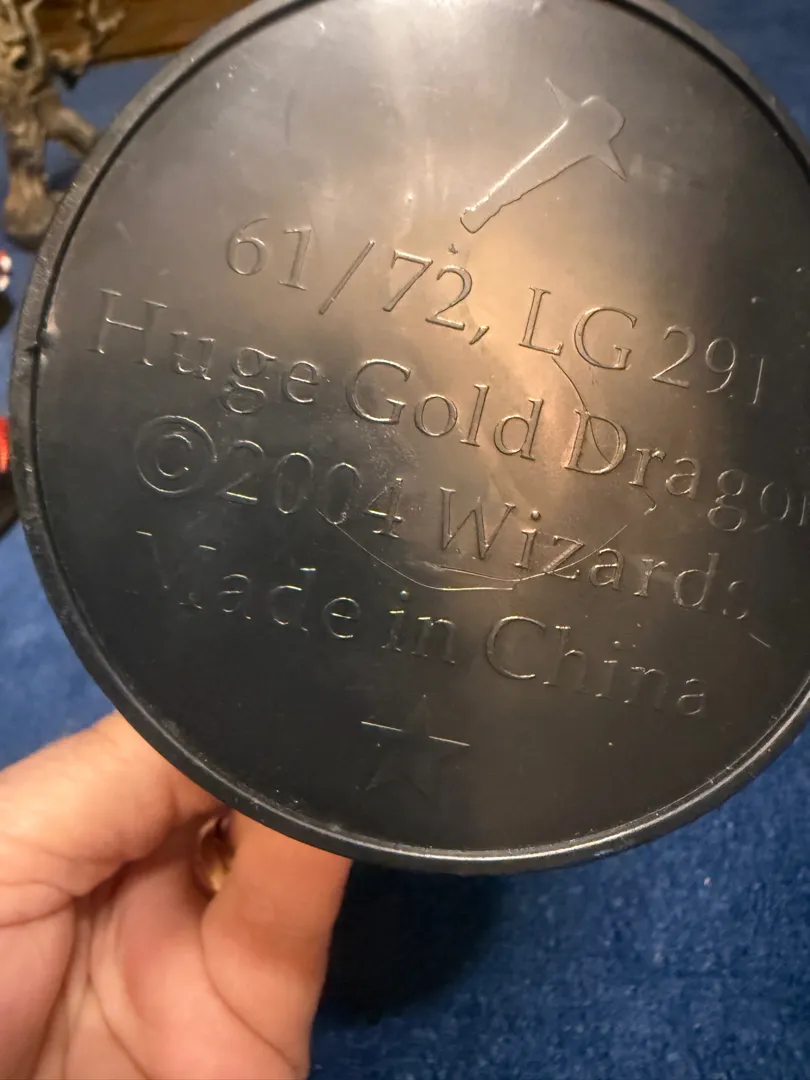 61/72, LG 291
Huge Gold Dragon
©2004 Wizards
Made in China